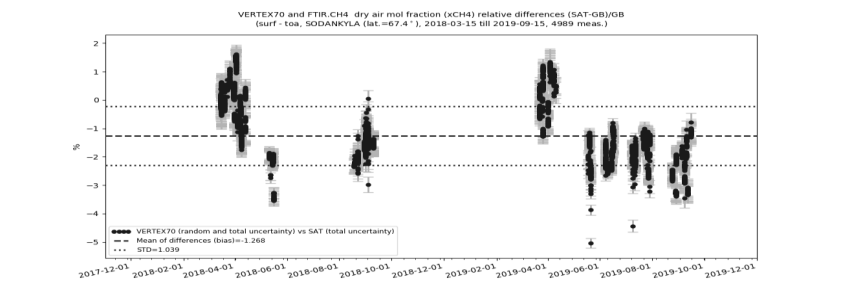 VERTEX70 and FTIR.CH4 dry air mol fraction (xCH4) relative differences (SAT-GB)/GB
(surf - toa, SODANKYLA (lat.=67.4°), 2018-03-15 till 2019-09-15, 4989 meas.)
2
1
0
−1
−2
−3
−4
−5
%
VERTEX70 (random and total uncertainty) vs SAT (total uncertainty)
Mean of differences (bias)=-1.268
STD=1.039
2017-12-01 2018-02-01 2018-04-01 2018-06-01 2018-08-01 2018-10-01 2018-12-01 2019-02-01 2019-04-01 2019-06-01 2019-08-01 2019-10-01 2019-12-01